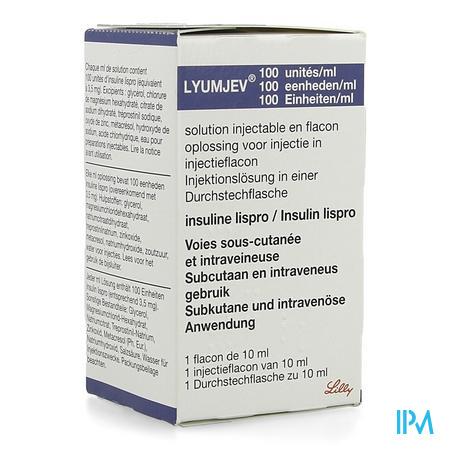 Chaque ml de solution contient
100 unités d'insuline lispro (équivalent
à 3,5 mg). Excipients : glycérol, chlorure
de magnésium hexahydraté, citrate de
sodium dihydraté, treprostinil sodique,
oxyde de zinc, métacrésol, hydroxyde de
sodium, acide chlorhydrique, eau pour
préparations injectables. Lire la notice
avant utilisation.
Elke ml oplossing bevat 100 eenheden
insuline lispro (overeenkomend met
3,5 mg). Hulpstoffen: glycerol,
magnesiumchloridehexahydraat,
natriumcitraatdihydraat,
treprostinilnatrium, zinkoxide,
metacresol, natriumhydroxide, zoutzuur,
water voor injecties. Lees voor het
gebruik de bijsluiter.
Jeder ml Lösung enthält 100 Einheiten
Insulin lispro (entsprechend 3,5 mg).
Sonstige Bestandteile: Glycerol,
Magnesiumchlorid-Hexahydrat,
Natriumcitrat, Treprostinil-Natrium,
Zinkoxid, Metacresol (Ph. Eur.),
Natriumhydroxid, Salzsäure, Wasser für
Injektionszwecke. Packungsbeilage
beachten.
LYUMJEV® 100 unités/ml
100 eenheden/ml
100 Einheiten/ml
solution injectable en flacon
oplossing voor injectie in
injectieflacon
Injektionslösung in einer
Durchstechflasche
insuline lispro / Insulin lispro
Voies sous-cutanée
et intraveineuse
Subcutaan en intraveneus
gebruik
Subkutane und intravenöse
Anwendung
1 flacon de 10 ml
1 injectieflacon van 10 ml
1 Durchstechflasche zu 10 ml
Lilly
IPM